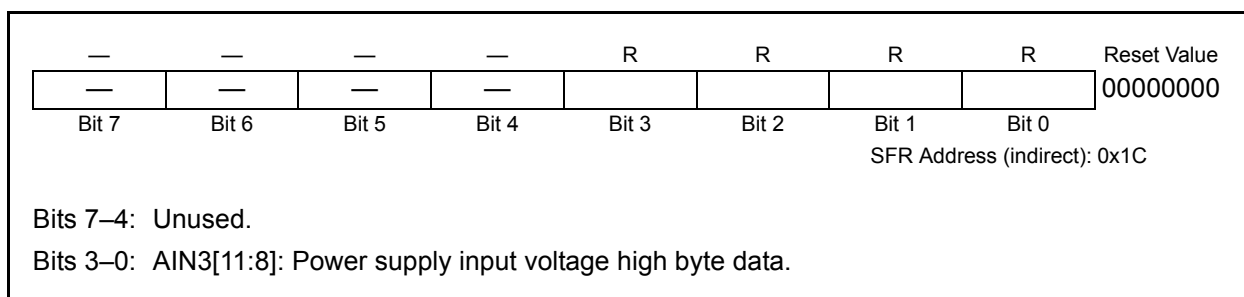 — — — — R R R R Reset Value
— — — — 00000000
Bit 7 Bit 6 Bit 5 Bit 4 Bit 3 Bit 2 Bit 1 Bit 0
SFR Address (indirect): 0x1C
Bits 7–4: Unused.
Bits 3–0: AIN3[11:8]: Power supply input voltage high byte data.